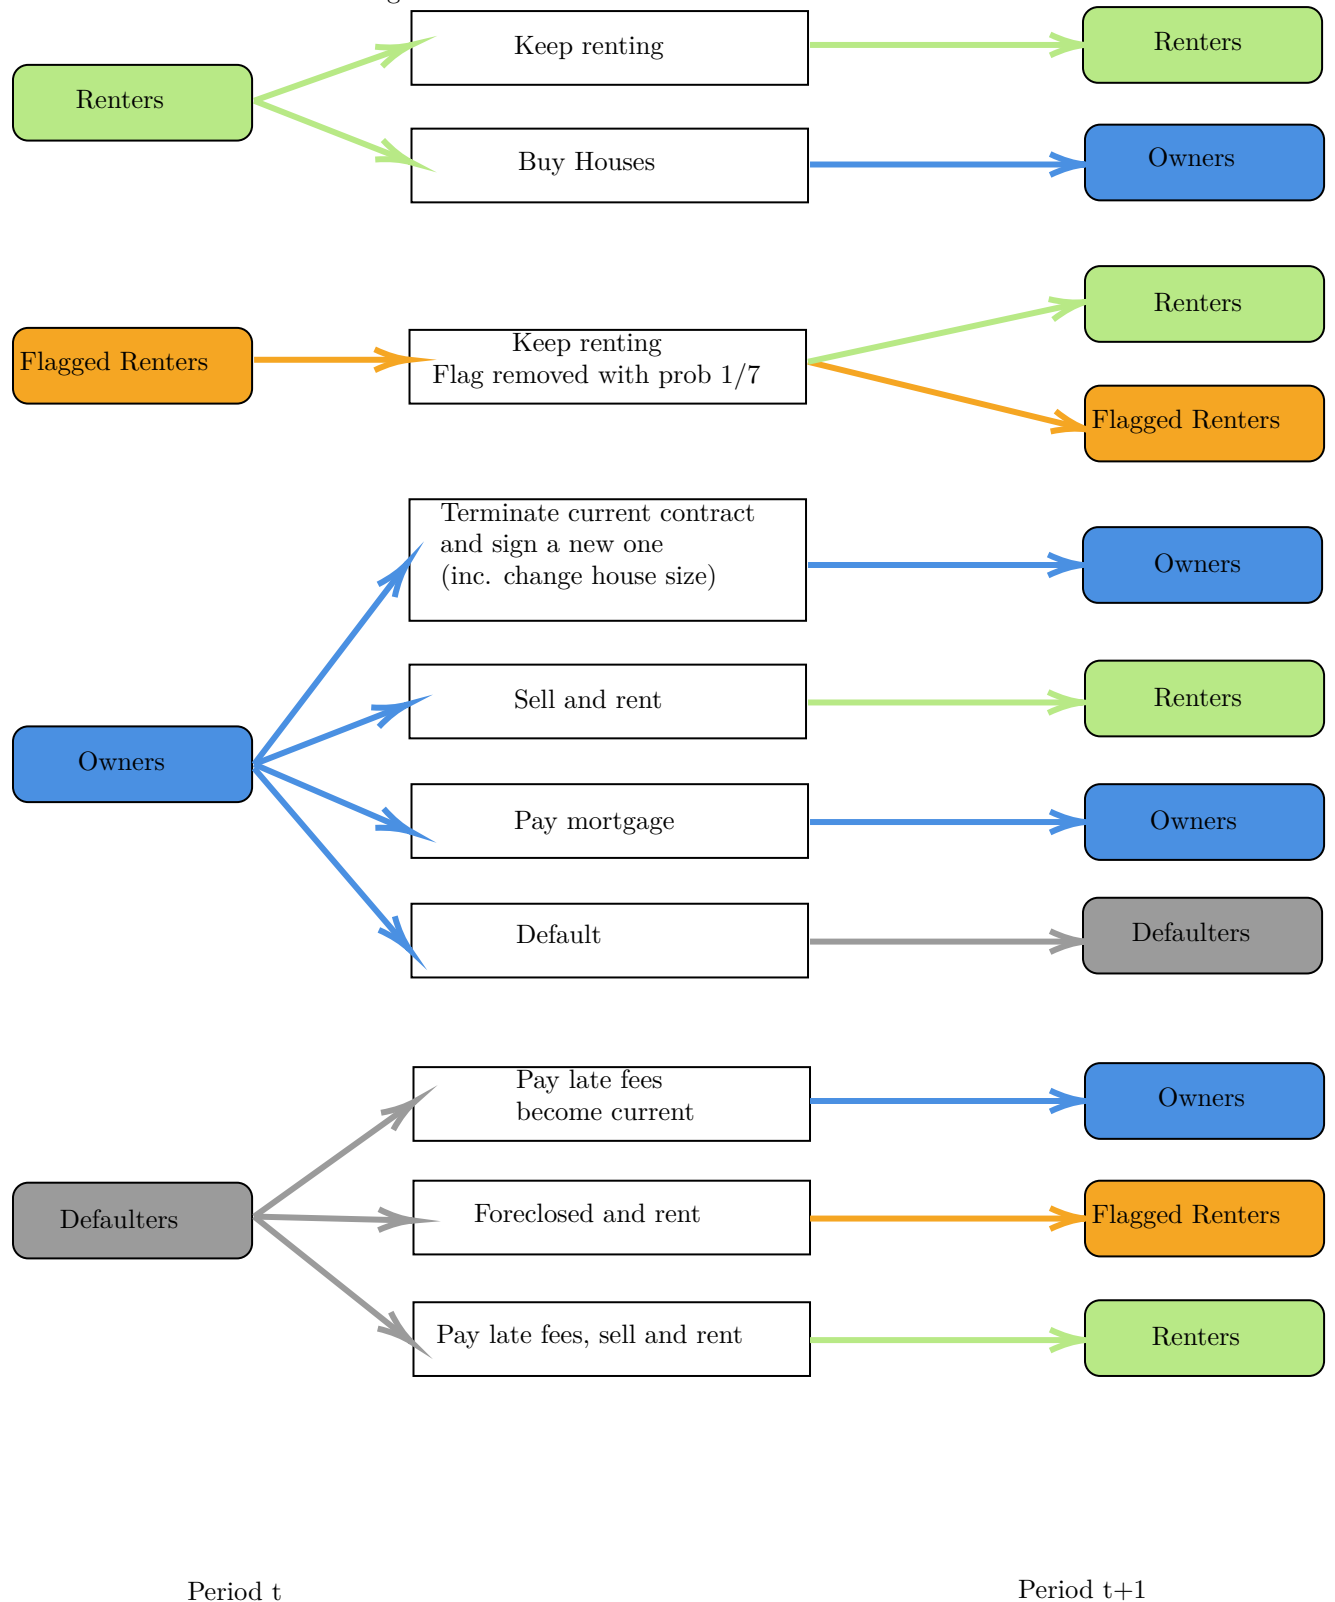 Renters
Keep renting
Renters
Buy Houses
Owners
Flagged Renters
Keep renting
Flag removed with prob 1/7
Renters
Flagged Renters
Owners
Terminate current contract
and sign a new one
(inc. change house size)
Owners
Sell and rent
Renters
Pay mortgage
Owners
Default
Defaulters
Defaulters
Pay late fees
become current
Owners
Foreclosed and rent
Flagged Renters
Pay late fees, sell and rent
Renters
Period t
Period t+1